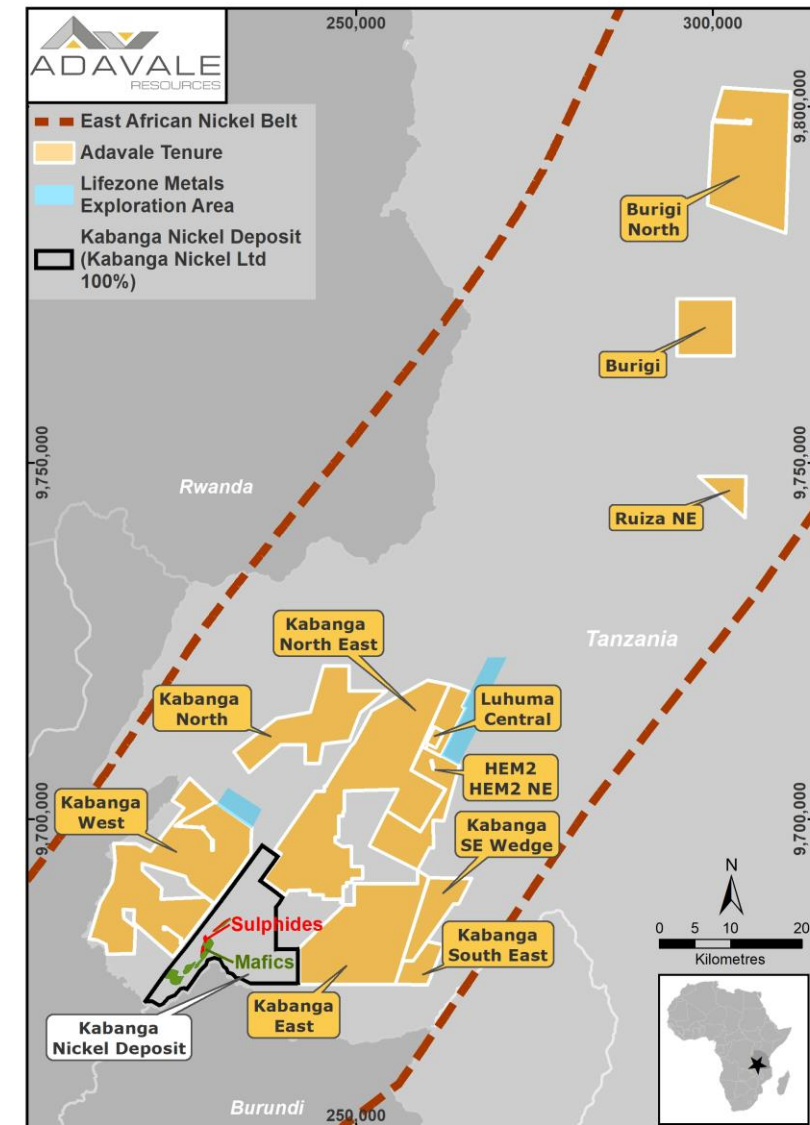 250,000
300,000
ADAVALE
RESOURCES
East African Nickel Belt
Adavale Tenure
Lifezone Metals
Exploration Area
Kabanga Nickel Deposit
(Kabanga Nickel Ltd
100%)
9,800,000
Burigi
North
Burigi
9,750,000
9,750,000
Rwanda
Ruiza NE
Tanzania
Kabanga
North East
Kabanga
North
Luhuma
Central
HEM2
HEM2 NE
Kabanga
West
Kabanga
SE Wedge
9,700,000
9,700,000
Sulphides
Mafics
Kabanga
South East
Kabanga
East
Kabanga
Nickel Deposit
N
0 5 10 20
Kilometres
Burundi
250,000